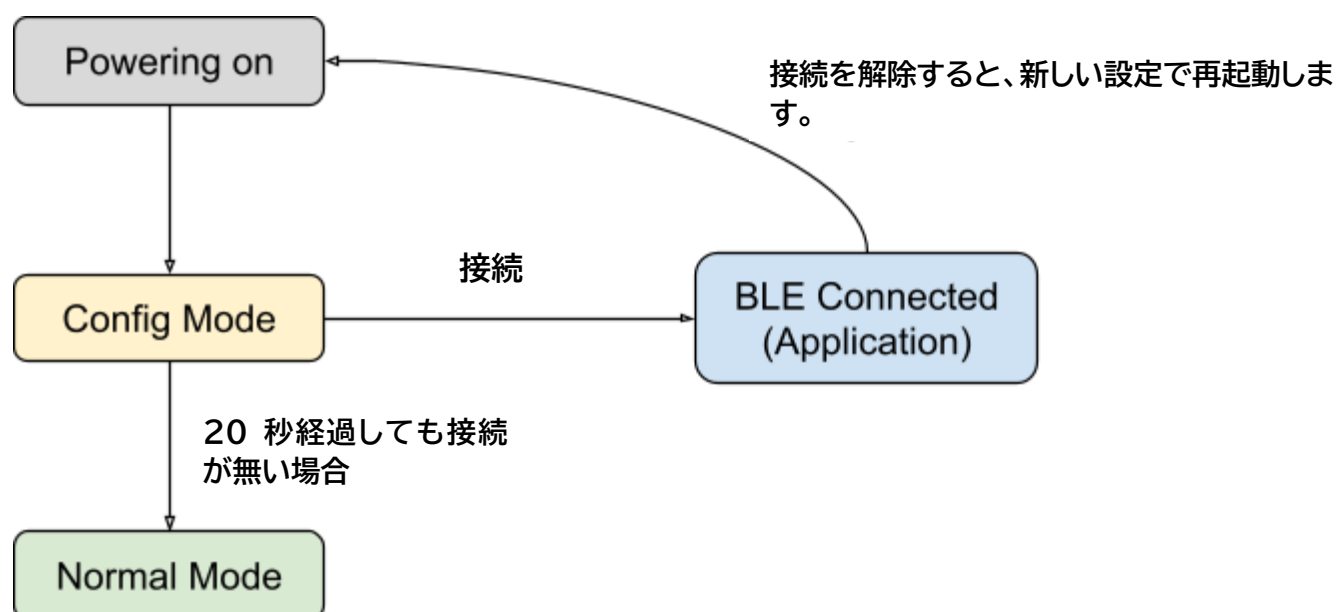 Powering on
接続を解除すると、新しい設定で再起動しま
す。
接続
Config Mode
BLE Connected
(Application)
20 秒経過しても接続
が無い場合
Normal Mode